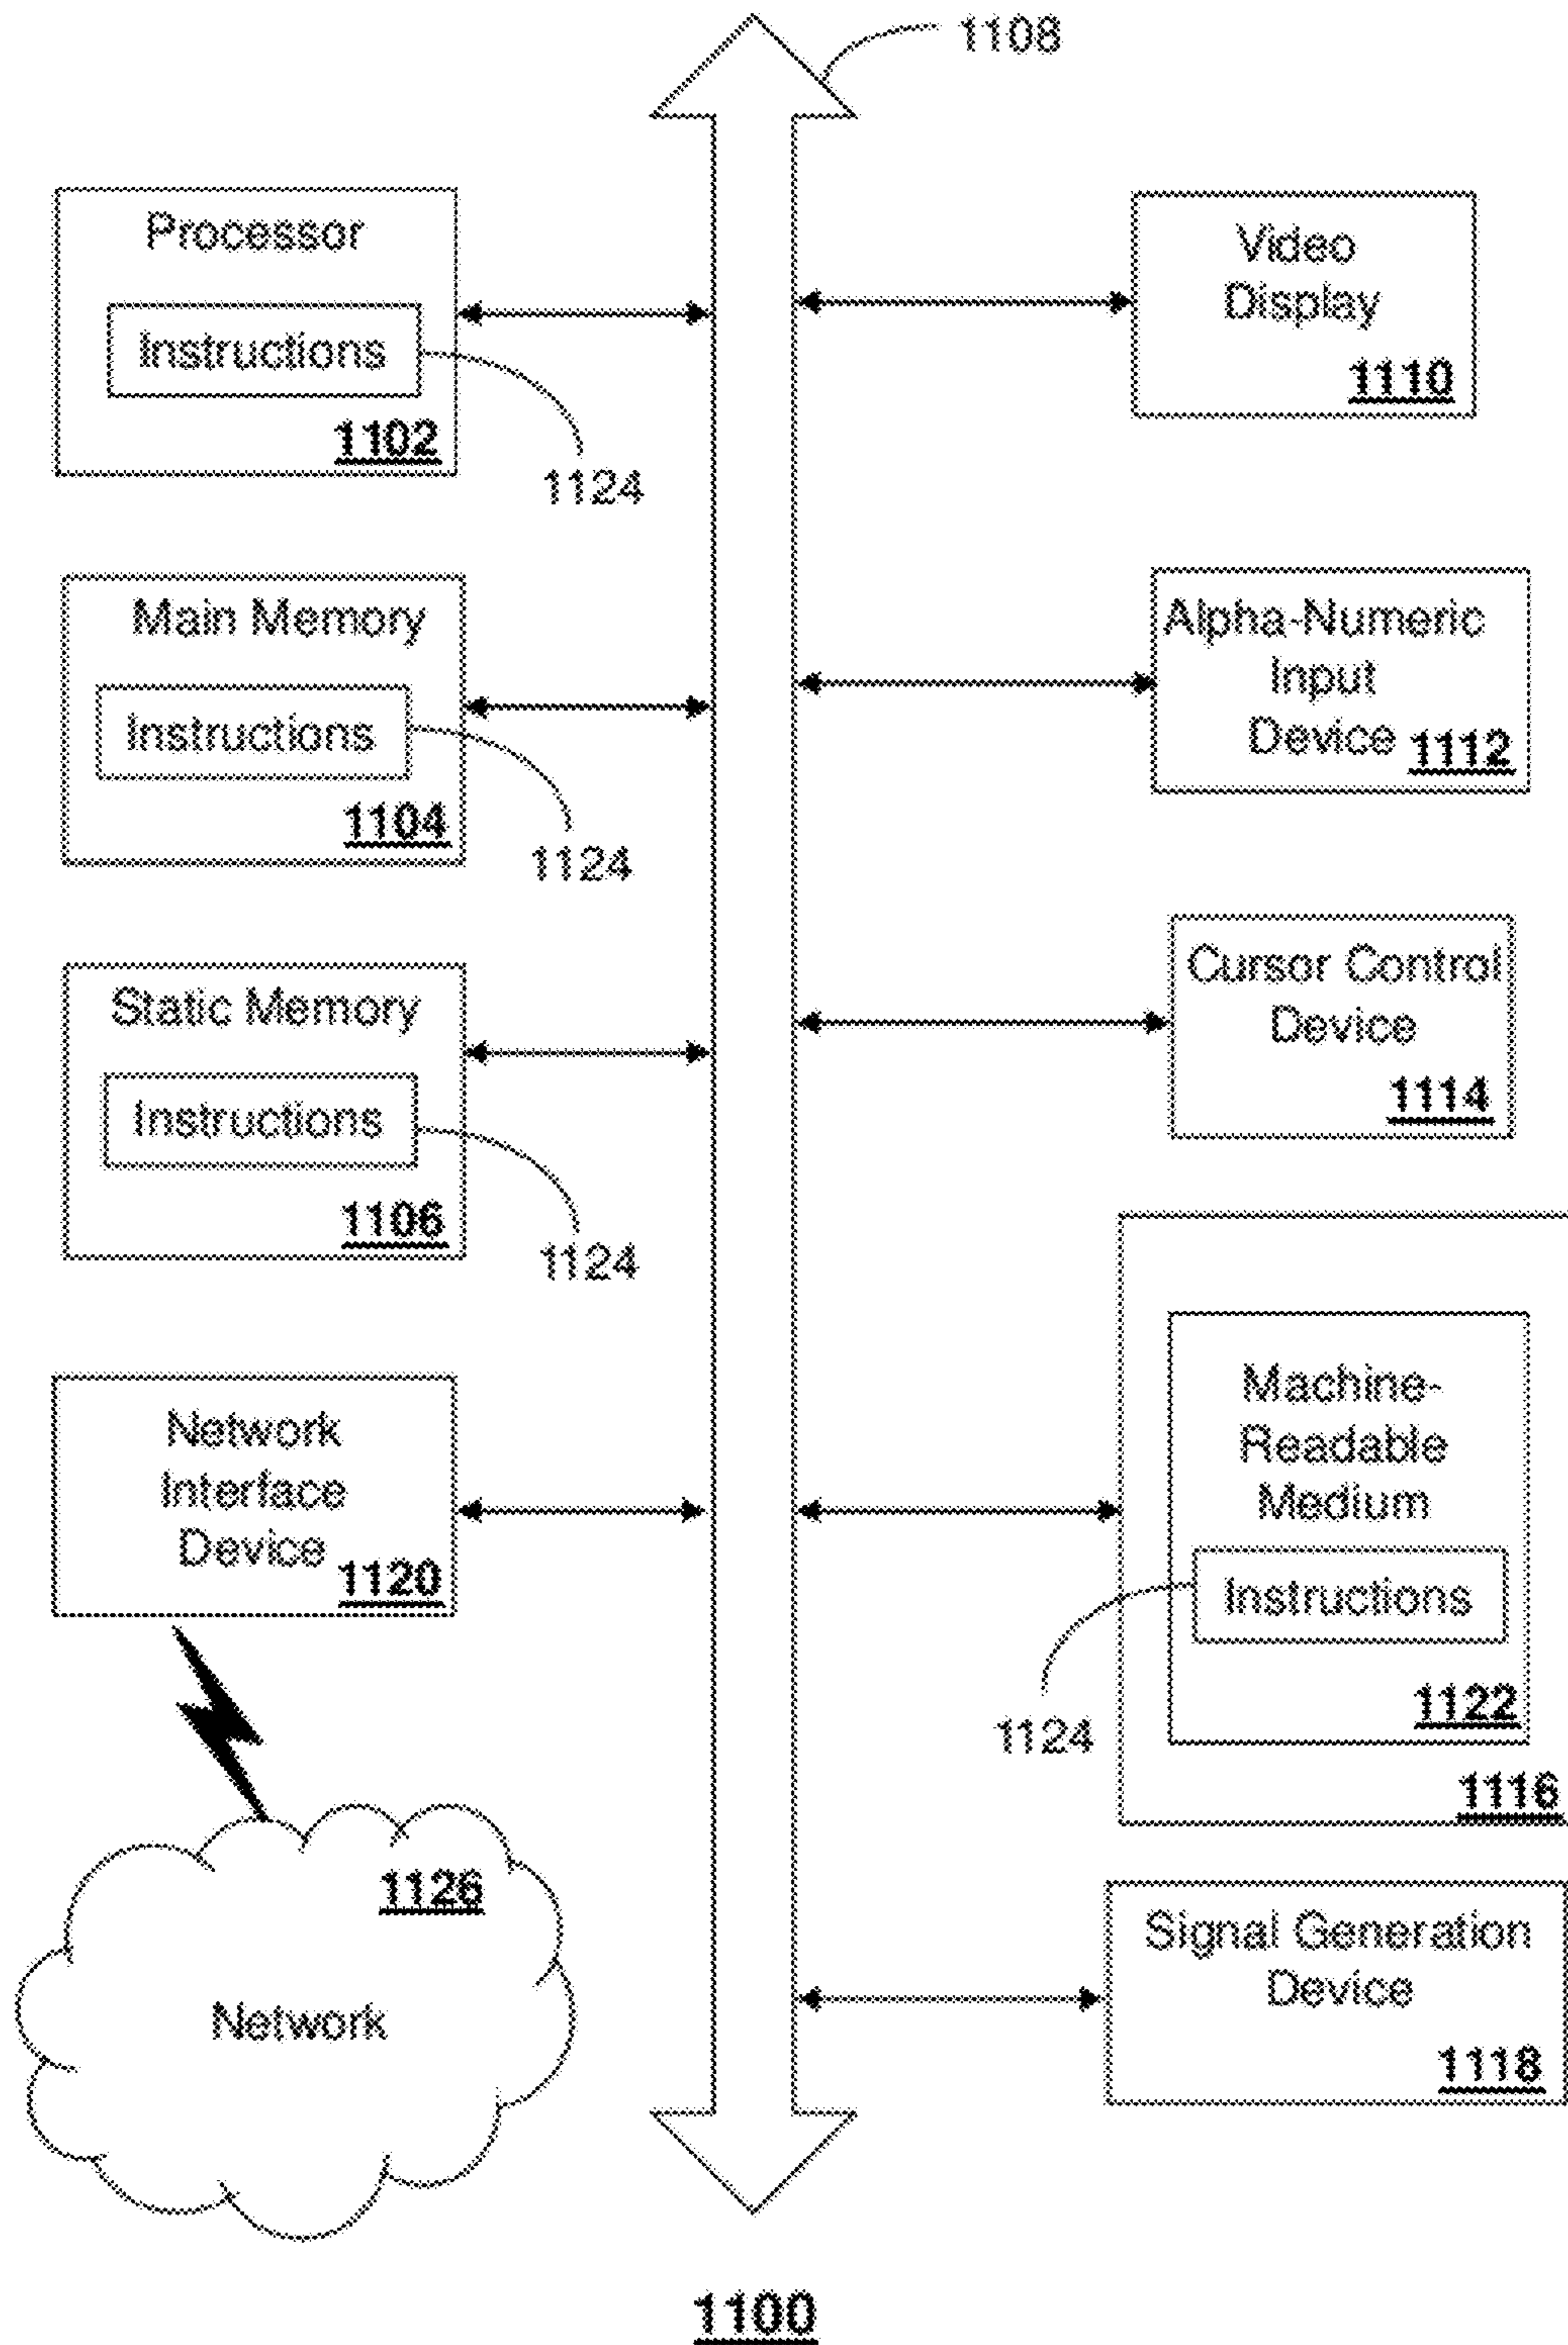 1108
Processor
Instructions
1102
1124
Video
Display
1110
Main Memory
Instructions
1104
1124
Alpha-Numeric
Input
Device 1112
Static Memory
Instructions
1106
1124
Cursor Control
Device
1114
Network
Interface
Device 1120
Machine-
Readable
Medium
Instructions
1122
1124
1116
1126
Network
Signal Generation
Device
1118
1100